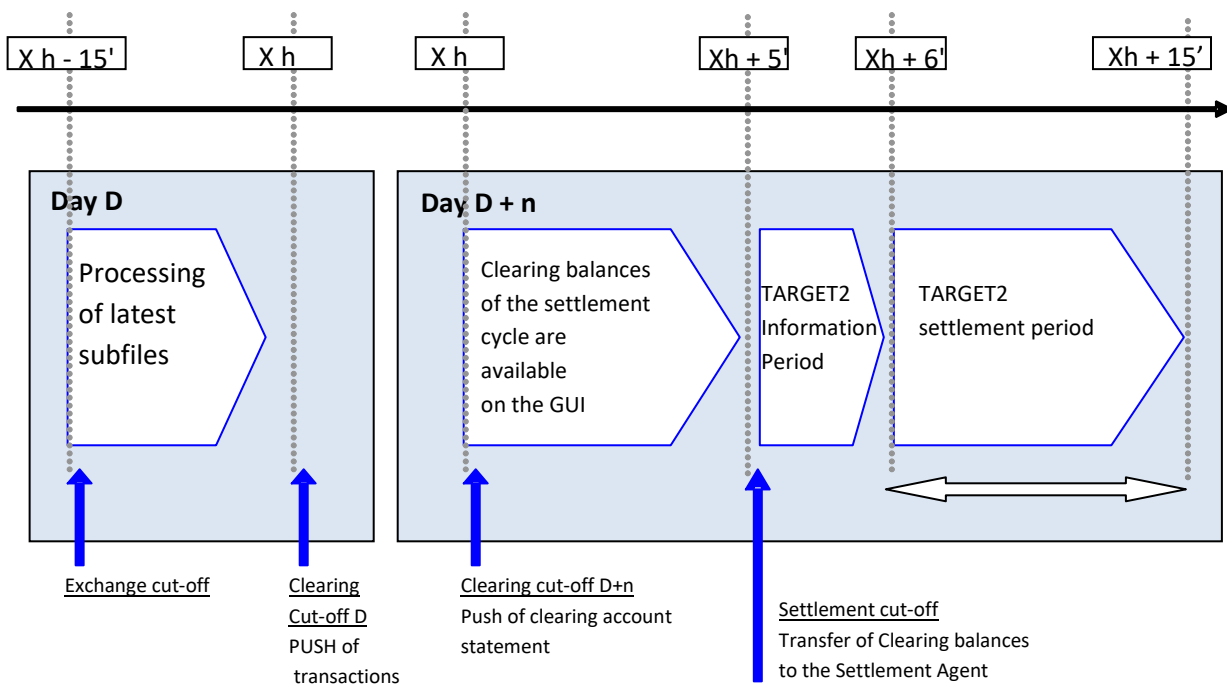 X h - 15'
X h
X h
Xh + 5'
Xh + 6'
Xh + 15’
Day D
Day D + n
Processing
of latest
subfiles
Clearing balances
of the settlement
cycle are
available
on the GUI
TARGET2
Information
Period
TARGET2
settlement period
Exchange cut-off
Clearing
Cut-off D
PUSH of
transactions
Clearing cut-off D+n
Push of clearing account
statement
Settlement cut-off
Transfer of Clearing balances
to the Settlement Agent